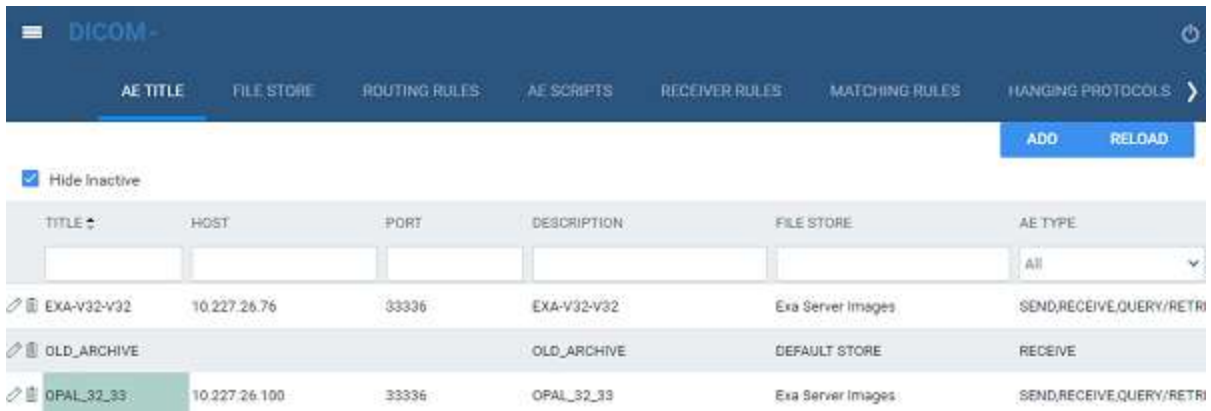 DICOM-
AE TITLE FILE STORE ROUTING RULES AE SCRIPTS RECEIVER RULES MATCHING RULES HANGING PROTOCOLS
ADD RELOAD
Hide Inactive
TITLE HOST PORT DESCRIPTION FILE STORE AE TYPE
All
EXA-V32-V32 10.227.26.76 33336 EXA-V32-V32 Exa Server Images SEND,RECEIVE,QUERY/RETRI
OLD_ARCHIVE OLD_ARCHIVE DEFAULT STORE RECEIVE
OPAL_32_33 10.227.26.100 33336 OPAL_32_33 Exa Server Images SEND,RECEIVE,QUERY/RETRI